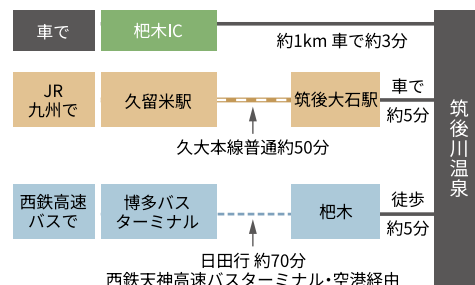 車で
杷木IC
約1km 車で約3分
JR
九州で
久留米駅
筑後大石駅
車で
約5分
久大本線普通約50分
西鉄高速
バスで
博多バス
ターミナル
杷木
徒歩
約5分
日田行 約70分
西鉄天神高速バスターミナル・空港経由
筑後川温泉